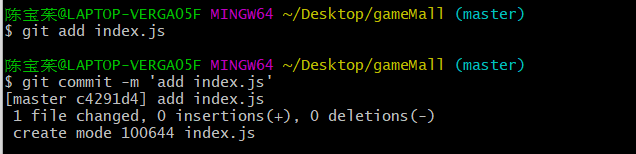 陈宝茱@LAPTOP-VERGA05F MINGW64 ~/Desktop/gameMall (master)
$ git add index.js
陈宝茱@LAPTOP-VERGA05F MINGW64 ~/Desktop/gameMall (master)
$ git commit -m 'add index.js'
[master c4291d4] add index.js
 1 file changed, 0 insertions(+), 0 deletions(-)
 create mode 100644 index.js